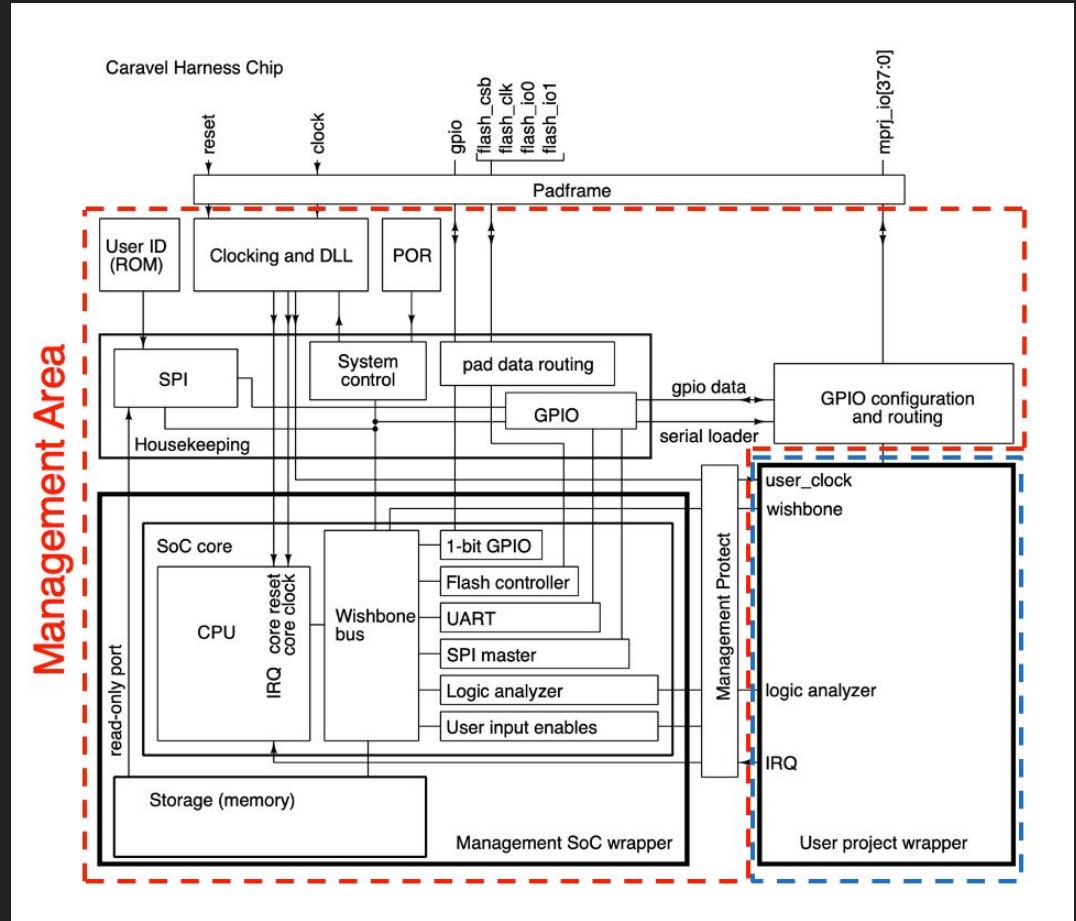 Caravel Harness Chip
reset
clock
gpio
flash_csb
flash_clk
flash_io0
flash_io1
mprj_io[37:0]
Padframe
Management Area
User ID
(ROM)
Clocking and DLL
POR
SPI
System
control
pad data routing
GPIO
Housekeeping
gpio data
serial loader
GPIO configuration
and routing
user_clock
wishbone
Management Protect
logic analyzer
IRQ
User project wrapper
SoC core
CPU
core reset
core clock
IRQ
Wishbone
bus
1-bit GPIO
Flash controller
UART
SPI master
Logic analyzer
User input enables
read-only port
Storage (memory)
Management SoC wrapper